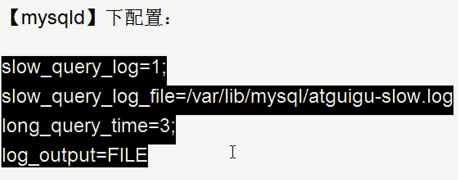 【mysqld】下配置：
slow_query_log=1;
slow_query_log_file=/var/lib/mysql/atguigu-slow.log
long_query_time=3;
log_output=FILE